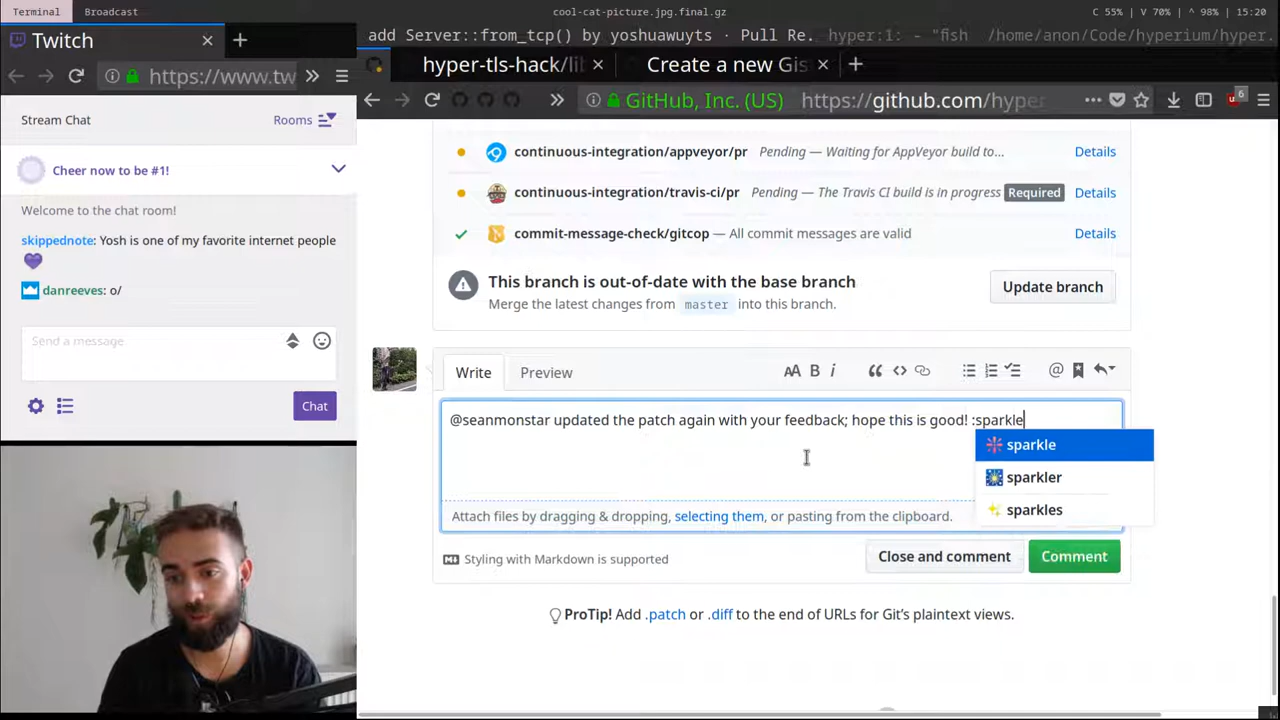 Terminal
Broadcast
cool-cat-picture.jpg.final.gz
C 55% | V 70% | ^ 98% | 15:20
add Server::from_tcp() by yoshuawuyts · Pull Re.
hyper:1: - "fish
/home/anon/Code/hyperium/hyper.
Twitch
hyper-tls-hack/lib
Create a new Gis
https://www.tw
GitHub, Inc. (US)
https://github.com/hyper
6
Stream Chat
Rooms
Cheer now to be #1!
Welcome to the chat room!
skippednote: Yosh is one of my favorite internet people
danreeves: o/
Send a message
Chat
continuous-integration/appveyor/pr Pending — Waiting for AppVeyor build to… Details
continuous-integration/travis-ci/pr Pending — The Travis CI build is in progress Required Details
commit-message-check/gitcop — All commit messages are valid Details
This branch is out-of-date with the base branch
Merge the latest changes from master into this branch.
Update branch
Write
Preview
AA B i
@seanmonstar updated the patch again with your feedback; hope this is good! :sparkle
sparkle
sparkler
sparkles
Attach files by dragging & dropping, selecting them, or pasting from the clipboard.
Styling with Markdown is supported
Close and comment
Comment
ProTip! Add .patch or .diff to the end of URLs for Git’s plaintext views.